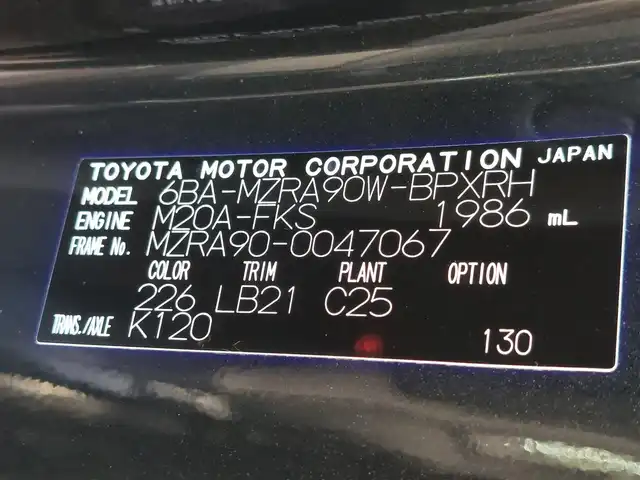 TOYOTA MOTOR CORPORATION JAPAN
MODEL 6BA-MZRA90W-BPXRH
ENGINE M20A-FKS 1986 mL
FRAME No. MZRA90-0047067
COLOR TRIM PLANT OPTION
226 LB21 C25
TRANS./AXLE K120 130